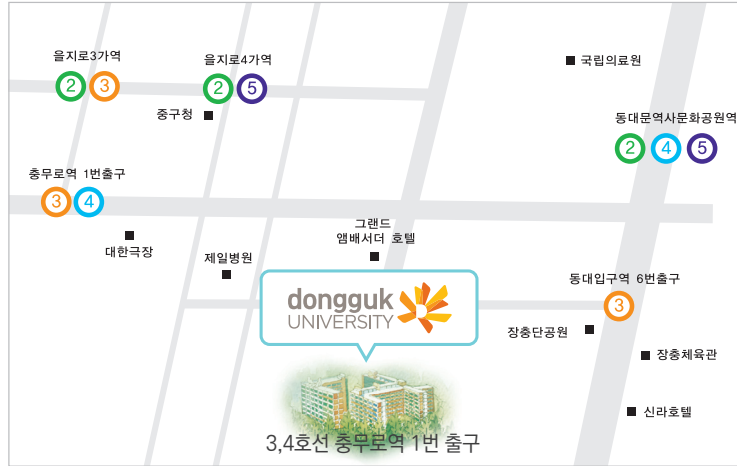 을지로3가역
2 3
을지로4가역
2 5
중구청
국립의료원
동대문역사문화공원역
2 4 5
충무로역 1번출구
3 4
대한극장
제일병원
그랜드
앰배서더 호텔
dongguk
UNIVERSITY
동대입구역 6번출구
3
장충단공원
장충체육관
신라호텔
3,4호선 충무로역 1번 출구